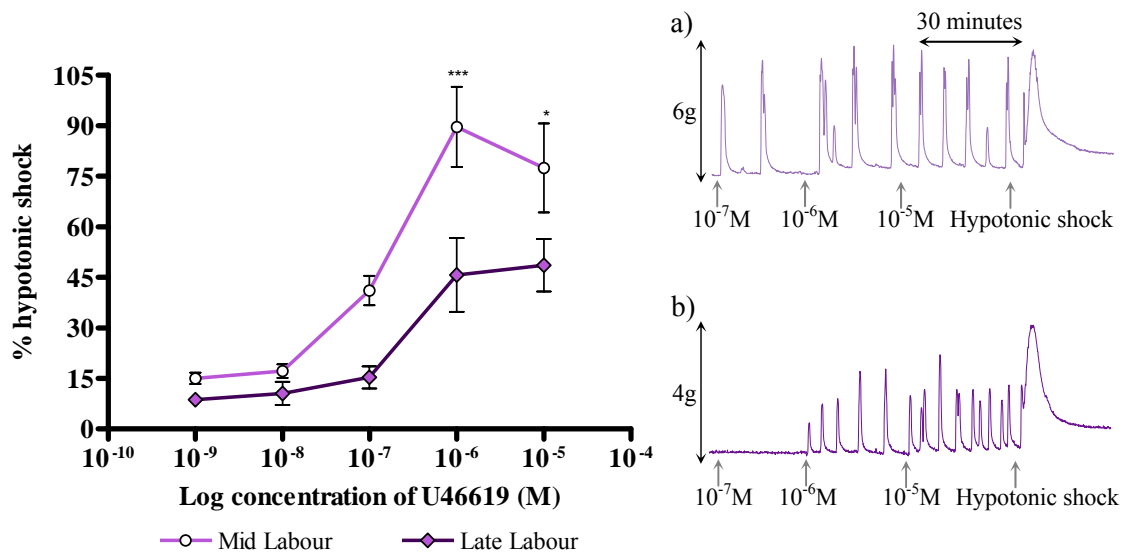 105
90
75
60
45
30
15
0
% hypotonic shock
***
*
10⁻¹⁰ 10⁻⁹ 10⁻⁸ 10⁻⁷ 10⁻⁶ 10⁻⁵ 10⁻⁴
Log concentration of U46619 (M)
Mid Labour Late Labour
a)
30 minutes
6g
10⁻⁷M 10⁻⁶M 10⁻⁵M Hypotonic shock
b)
4g
10⁻⁷M 10⁻⁶M 10⁻⁵M Hypotonic shock